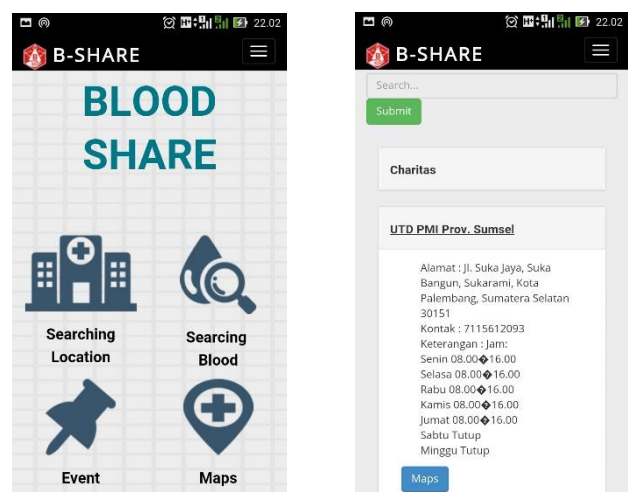 22.02
B-SHARE
BLOOD
SHARE
Searching
Location
Searcing
Blood
Event
Maps
22.02
B-SHARE
Search...
Submit
Charitas
UTD PMI Prov. Sumsel
Alamat : Jl. Suka Jaya, Suka
Bangun, Sukarami, Kota
Palembang, Sumatera Selatan
30151
Kontak : 7115612093
Keterangan : Jam:
Senin 08.00�16.00
Selasa 08.00�16.00
Rabu 08.00�16.00
Kamis 08.00�16.00
Jumat 08.00�16.00
Sabtu Tutup
Minggu Tutup
Maps